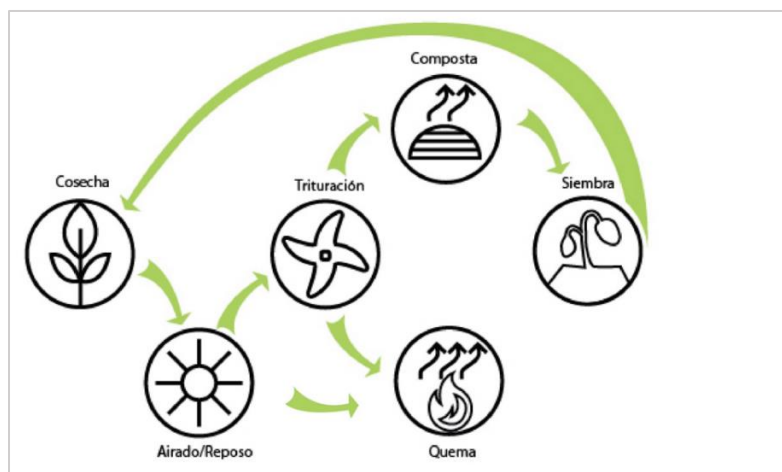 Composta
Cosecha
Trituración
Siembra
Airado/Reposo
Quema